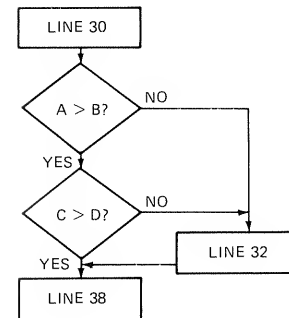 LINE 30
A > B?
NO
YES
C > D?
NO
YES
LINE 32
LINE 38